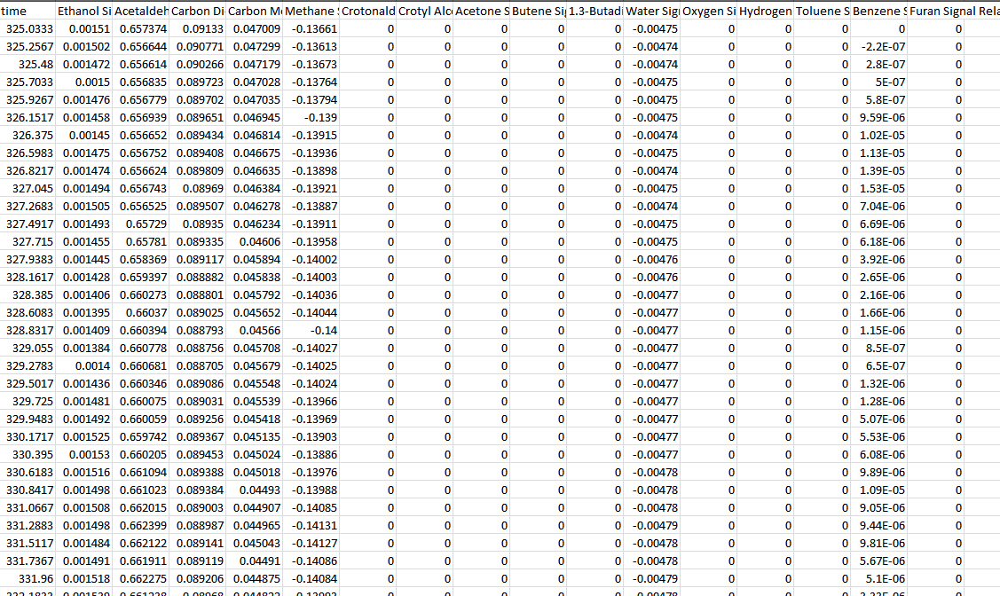 time Ethanol Si Acetaldeh Carbon Di Carbon M Methane Crotonald Crotyl Alc Acetone S Butene Sig 1.3-Butadi Water Sig Oxygen Si Hydrogen Toluene S Benzene S Furan Signal Rela
325.0333 0.00151 0.657374 0.09133 0.047009 -0.13661 0 0 0 0 0 -0.00475 0 0 0 0 0
325.2567 0.001502 0.656644 0.090771 0.047299 -0.13613 0 0 0 0 0 -0.00474 0 0 0 -2.2E-07 0
325.48 0.001472 0.656614 0.090266 0.047179 -0.13673 0 0 0 0 0 -0.00474 0 0 0 2.8E-07 0
325.7033 0.0015 0.656835 0.089723 0.047028 -0.13764 0 0 0 0 0 -0.00475 0 0 0 5E-07 0
325.9267 0.001476 0.656779 0.089702 0.047035 -0.13794 0 0 0 0 0 -0.00475 0 0 0 5.8E-07 0
326.1517 0.001458 0.656939 0.089651 0.046945 -0.139 0 0 0 0 0 -0.00475 0 0 0 9.59E-06 0
326.375 0.00145 0.656652 0.089434 0.046814 -0.13915 0 0 0 0 0 -0.00474 0 0 0 1.02E-05 0
326.5983 0.001475 0.656752 0.089408 0.046675 -0.13936 0 0 0 0 0 -0.00475 0 0 0 1.13E-05 0
326.8217 0.001474 0.656624 0.089809 0.046635 -0.13898 0 0 0 0 0 -0.00474 0 0 0 1.39E-05 0
327.045 0.001494 0.656743 0.08969 0.046384 -0.13921 0 0 0 0 0 -0.00475 0 0 0 1.53E-05 0
327.2683 0.001505 0.656525 0.089507 0.046278 -0.13887 0 0 0 0 0 -0.00474 0 0 0 7.04E-06 0
327.4917 0.001493 0.65729 0.08935 0.046234 -0.13911 0 0 0 0 0 -0.00475 0 0 0 6.69E-06 0
327.715 0.001455 0.65781 0.089335 0.04606 -0.13958 0 0 0 0 0 -0.00475 0 0 0 6.18E-06 0
327.9383 0.001445 0.658369 0.089117 0.045894 -0.14002 0 0 0 0 0 -0.00476 0 0 0 3.92E-06 0
328.1617 0.001428 0.659397 0.088882 0.045838 -0.14003 0 0 0 0 0 -0.00476 0 0 0 2.65E-06 0
328.385 0.001406 0.660273 0.088801 0.045792 -0.14036 0 0 0 0 0 -0.00477 0 0 0 2.16E-06 0
328.6083 0.001395 0.66037 0.089025 0.045652 -0.14044 0 0 0 0 0 -0.00477 0 0 0 1.66E-06 0
328.8317 0.001409 0.660394 0.088793 0.04566 -0.14 0 0 0 0 0 -0.00477 0 0 0 1.15E-06 0
329.055 0.001384 0.660778 0.088756 0.045708 -0.14027 0 0 0 0 0 -0.00477 0 0 0 8.5E-07 0
329.2783 0.0014 0.660681 0.088705 0.045679 -0.14025 0 0 0 0 0 -0.00477 0 0 0 6.5E-07 0
329.5017 0.001436 0.660346 0.089086 0.045548 -0.14024 0 0 0 0 0 -0.00477 0 0 0 1.32E-06 0
329.725 0.001481 0.660075 0.089031 0.045539 -0.13966 0 0 0 0 0 -0.00477 0 0 0 1.28E-06 0
329.9483 0.001492 0.660059 0.089256 0.045418 -0.13969 0 0 0 0 0 -0.00477 0 0 0 5.07E-06 0
330.1717 0.001525 0.659742 0.089367 0.045135 -0.13903 0 0 0 0 0 -0.00477 0 0 0 5.53E-06 0
330.395 0.00153 0.660205 0.089453 0.045024 -0.13886 0 0 0 0 0 -0.00477 0 0 0 6.08E-06 0
330.6183 0.001516 0.661094 0.089388 0.045018 -0.13976 0 0 0 0 0 -0.00478 0 0 0 9.89E-06 0
330.8417 0.001498 0.661023 0.089384 0.04493 -0.13988 0 0 0 0 0 -0.00478 0 0 0 1.09E-05 0
331.0667 0.001508 0.662015 0.089003 0.044907 -0.14085 0 0 0 0 0 -0.00478 0 0 0 9.05E-06 0
331.2883 0.001498 0.662399 0.088987 0.044965 -0.14131 0 0 0 0 0 -0.00479 0 0 0 9.44E-06 0
331.5117 0.001484 0.662122 0.089141 0.045043 -0.14127 0 0 0 0 0 -0.00478 0 0 0 9.81E-06 0
331.7367 0.001491 0.661911 0.089119 0.04491 -0.14086 0 0 0 0 0 -0.00478 0 0 0 5.67E-06 0
331.96 0.001518 0.662275 0.089206 0.044875 -0.14084 0 0 0 0 0 -0.00479 0 0 0 5.1E-06 0